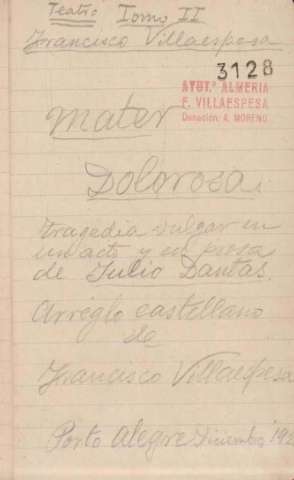 Teatro Tomo II
Francisco Villaespesa
3128
AYUT.º ALMERIA
F. VILLAESPESA
Donación: A. MORENO
Mater
Dolorosa.
tragedia vulgar en
un acto y en prosa
de Julio Dantas.
Arreglo castellano
de
Francisco Villaespesa
Porto Alegre Diciembre 192